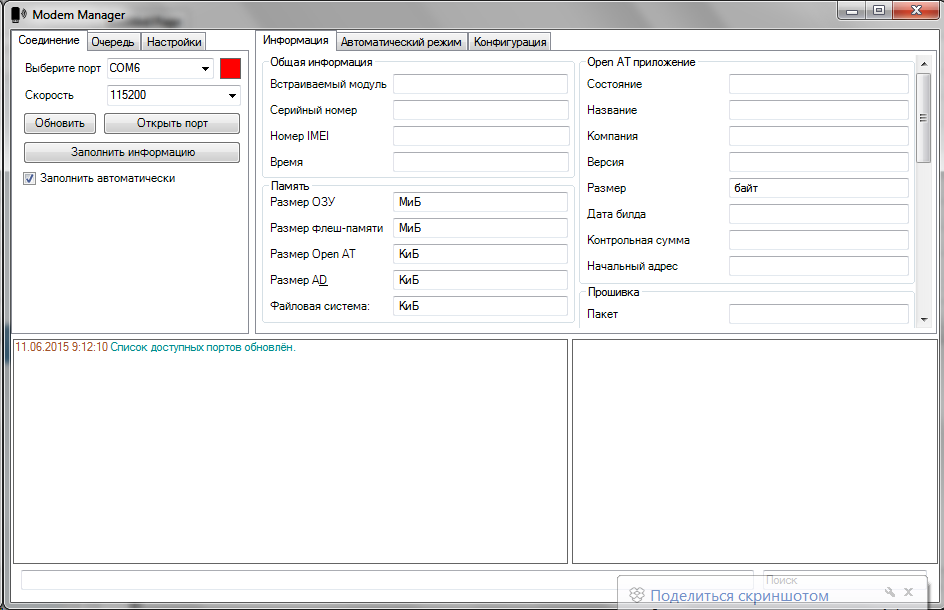 Modem Manager
Соединение
Очередь
Настройки
Выберите порт
COM6
Скорость
115200
Обновить
Открыть порт
Заполнить информацию
Заполнить автоматически
Информация
Автоматический режим
Конфигурация
Общая информация
Встраиваемый модуль
Серийный номер
Номер IMEI
Время
Память
Размер ОЗУ
МиБ
Размер флеш-памяти
МиБ
Размер Open AT
КиБ
Размер AD
КиБ
Файловая система:
КиБ
Open AT приложение
Состояние
Название
Компания
Версия
Размер
байт
Дата билда
Контрольная сумма
Начальный адрес
Прошивка
Пакет
11.06.2015 9:12:10 Список доступных портов обновлён.
Поиск
Поделиться скриншотом